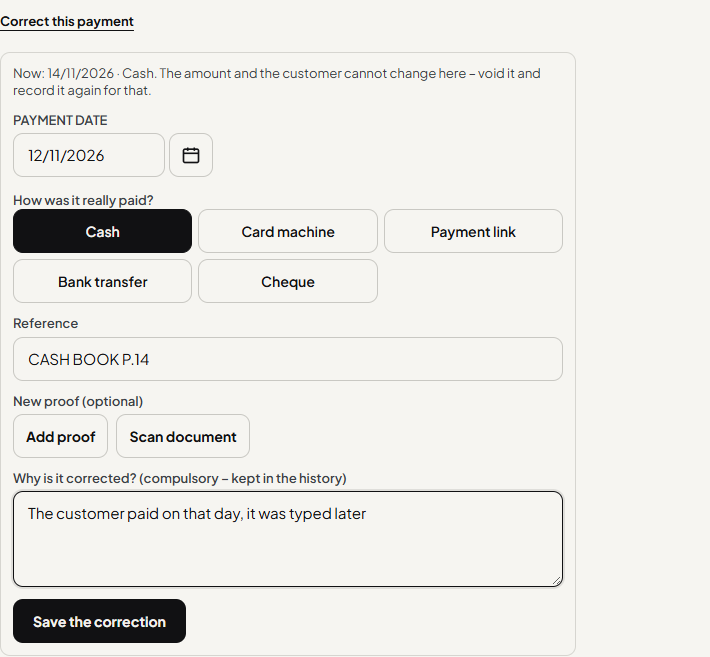 Correct this payment
Now: 14/11/2026 · Cash. The amount and the customer cannot change here – void it and
record it again for that.
PAYMENT DATE
12/11/2026
How was it really paid?
Cash
Card machine
Payment link
Bank transfer
Cheque
Reference
CASH BOOK P.14
New proof (optional)
Add proof
Scan document
Why is it corrected? (compulsory – kept in the history)
The customer paid on that day, it was typed later
Save the correction